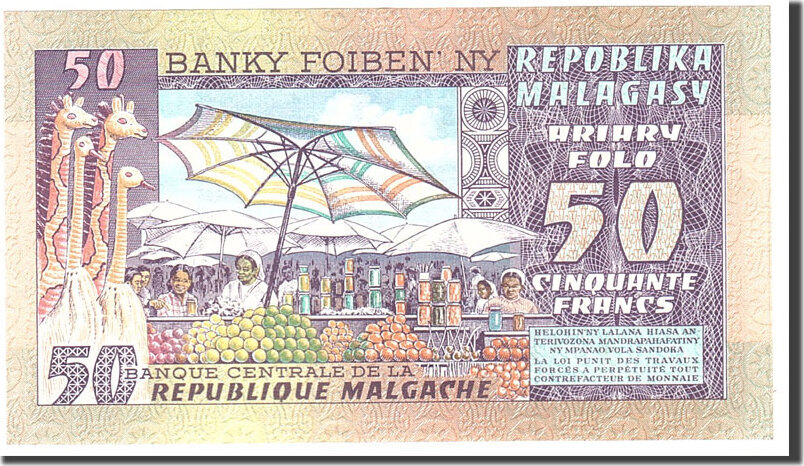 50
BANKY FOIBEN' NY
REPOBLIKA
MALAGASY
ARIARY
FOLO
50
CINQUANTE
FRANCS
HELOHIN'NY LALANA HIASA AN-
TERIVOZONA MANDRAPAHAFATINY
NY MPANAO VOLA SANDOKA
LA LOI PUNIT DES TRAVAUX
FORCÉS A PERPÉTUITÉ TOUT
CONTREFACTEUR DE MONNAIE
50
BANQUE CENTRALE DE LA
RÉPUBLIQUE MALGACHE